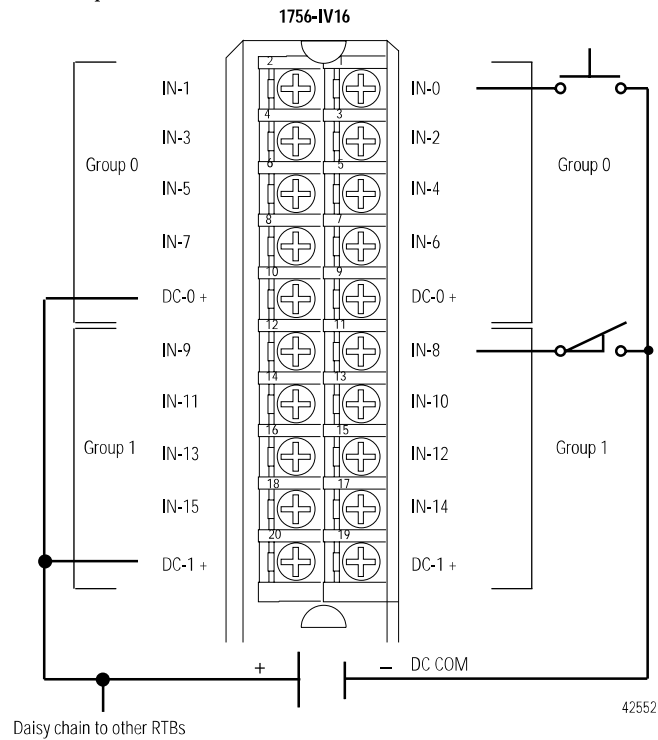 1756-IV16
2 1
IN-1 IN-0
4 3
IN-3 IN-2
Group 0 6 5 Group 0
IN-5 IN-4
8 7
IN-7 IN-6
10 9
DC-0 + DC-0 +
12 11
IN-9 IN-8
14 13
IN-11 IN-10
16 15
Group 1 IN-13 IN-12 Group 1
18 17
IN-15 IN-14
20 19
DC-1 + DC-1 +
+ – DC COM
42552
Daisy chain to other RTBs